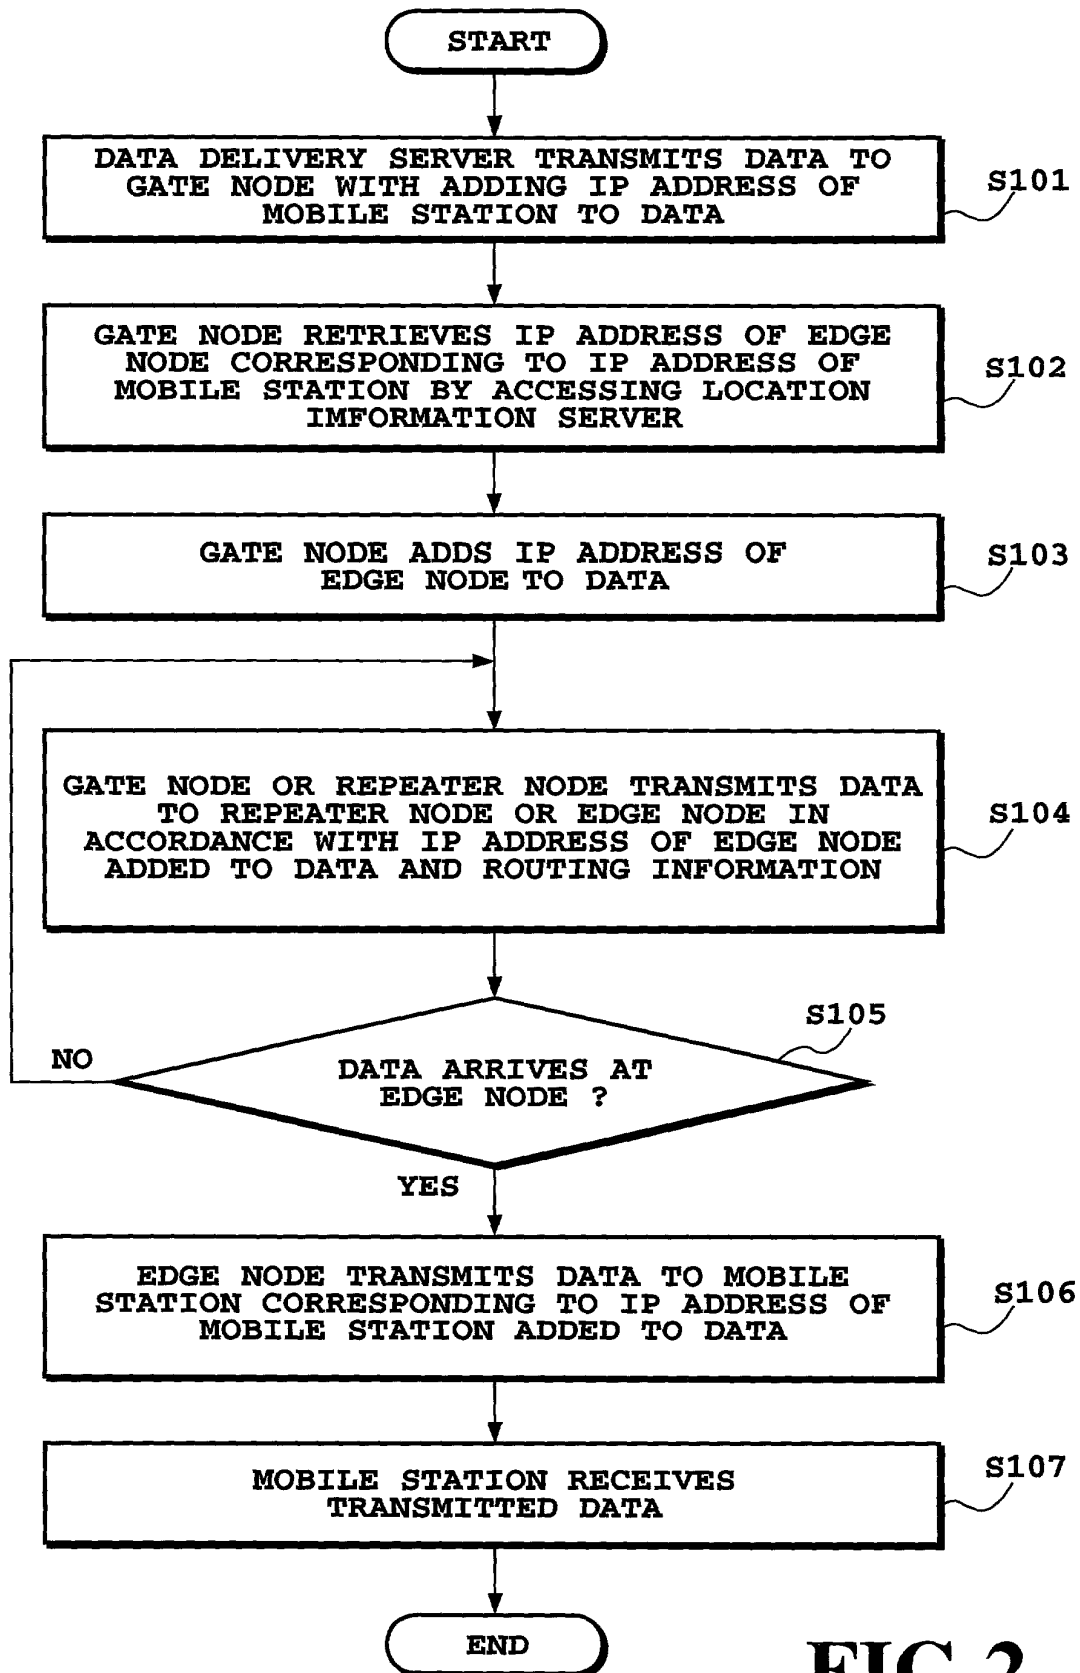 START
DATA DELIVERY SERVER TRANSMITS DATA TO
GATE NODE WITH ADDING IP ADDRESS OF
MOBILE STATION TO DATA
S101
GATE NODE RETRIEVES IP ADDRESS OF EDGE
NODE CORRESPONDING TO IP ADDRESS OF
MOBILE STATION BY ACCESSING LOCATION
IMFORMATION SERVER
S102
GATE NODE ADDS IP ADDRESS OF
EDGE NODE TO DATA
S103
GATE NODE OR REPEATER NODE TRANSMITS DATA
TO REPEATER NODE OR EDGE NODE IN
ACCORDANCE WITH IP ADDRESS OF EDGE NODE
ADDED TO DATA AND ROUTING INFORMATION
S104
S105
NO
DATA ARRIVES AT
EDGE NODE ?
YES
EDGE NODE TRANSMITS DATA TO MOBILE
STATION CORRESPONDING TO IP ADDRESS OF
MOBILE STATION ADDED TO DATA
S106
MOBILE STATION RECEIVES
TRANSMITTED DATA
S107
END
FIG.2